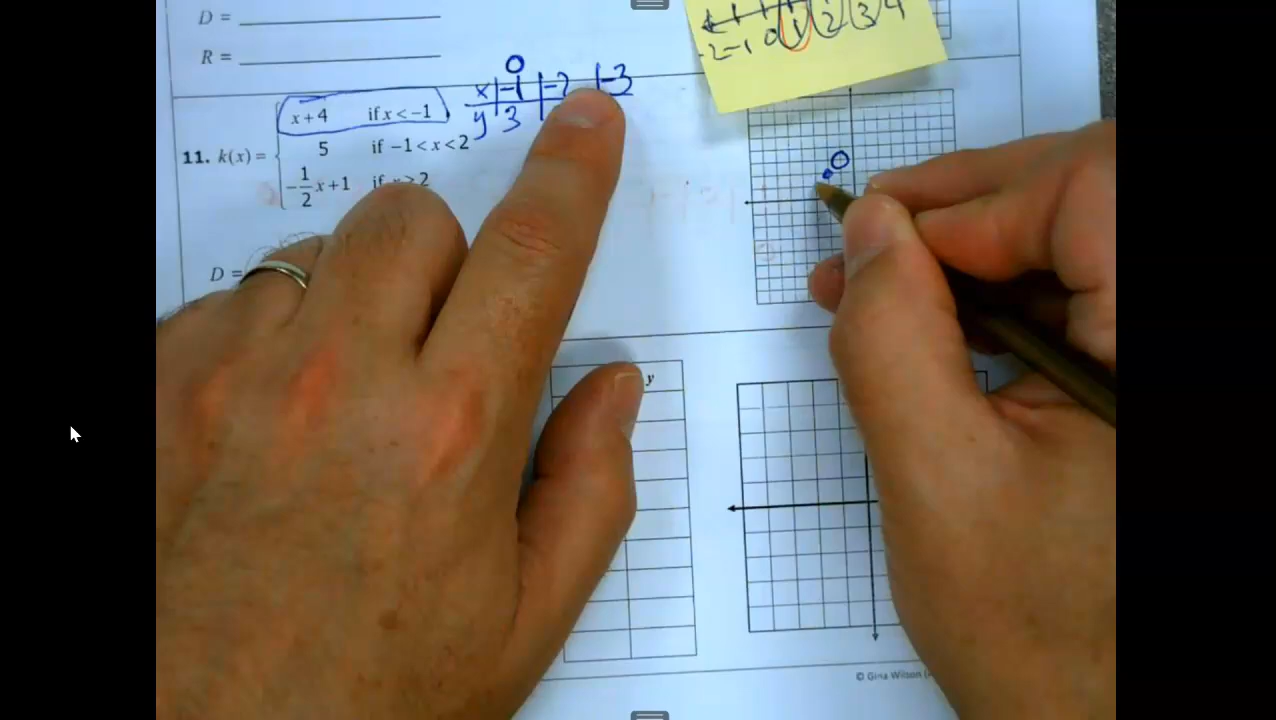 D =
R =
-2 -1 0 1 2 3 4
0
x -1 -2 -3
y 3
x + 4 if x < -1
11. k(x) = 5 if -1 < x < 2
-1/2 x + 1 if x ≥ 2
D =
y
© Gina Wilson